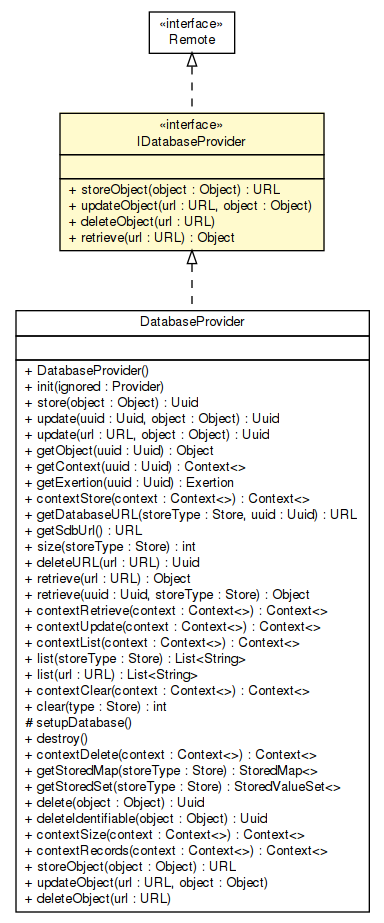 «interface»
Remote
«interface»
IDatabaseProvider
+ storeObject(object : Object) : URL
+ updateObject(url : URL, object : Object)
+ deleteObject(url : URL)
+ retrieve(url : URL) : Object
DatabaseProvider
+ DatabaseProvider()
+ init(ignored : Provider)
+ store(object : Object) : Uuid
+ update(uuid : Uuid, object : Object) : Uuid
+ update(url : URL, object : Object) : Uuid
+ getObject(uuid : Uuid) : Object
+ getContext(uuid : Uuid) : Context<>
+ getExertion(uuid : Uuid) : Exertion
+ contextStore(context : Context<>) : Context<>
+ getDatabaseURL(storeType : Store, uuid : Uuid) : URL
+ getSdbUrl() : URL
+ size(storeType : Store) : int
+ deleteURL(url : URL) : Uuid
+ retrieve(url : URL) : Object
+ retrieve(uuid : Uuid, storeType : Store) : Object
+ contextRetrieve(context : Context<>) : Context<>
+ contextUpdate(context : Context<>) : Context<>
+ contextList(context : Context<>) : Context<>
+ list(storeType : Store) : List<String>
+ list(url : URL) : List<String>
+ contextClear(context : Context<>) : Context<>
+ clear(type : Store) : int
# setupDatabase()
+ destroy()
+ contextDelete(context : Context<>) : Context<>
+ getStoredMap(storeType : Store) : StoredMap<>
+ getStoredSet(storeType : Store) : StoredValueSet<>
+ delete(object : Object) : Uuid
+ deleteIdentifiable(object : Object) : Uuid
+ contextSize(context : Context<>) : Context<>
+ contextRecords(context : Context<>) : Context<>
+ storeObject(object : Object) : URL
+ updateObject(url : URL, object : Object)
+ deleteObject(url : URL)